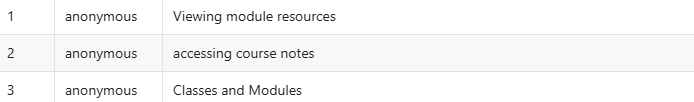 1 anonymous Viewing module resources
2 anonymous accessing course notes
3 anonymous Classes and Modules